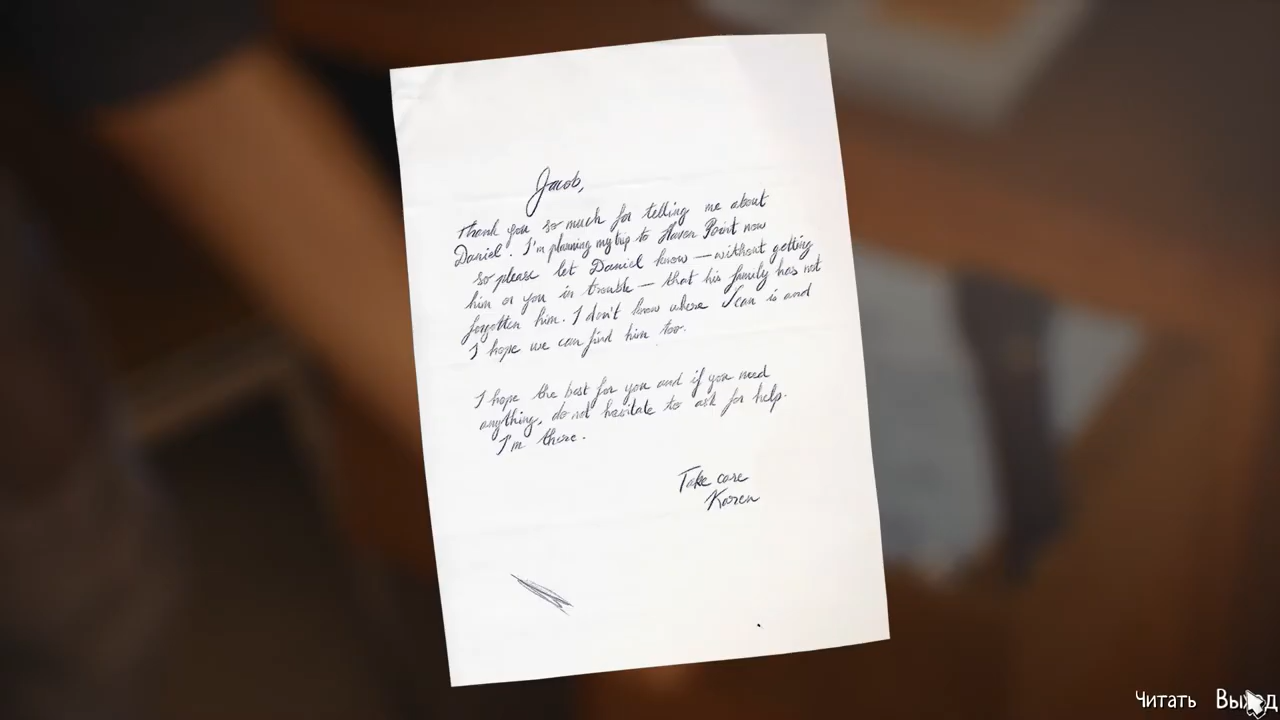 Jacob,
Thank you so much for telling me about
Daniel. I'm planning my trip to Haven Point now
so please let Daniel know — without getting
him or you in trouble — that his family has not
forgotten him. I don't know where Sean is and
I hope we can find him too.
I hope the best for you and if you need
anything, do not hesitate to ask for help.
I'm there.
Take care
Karen
Читать Выход